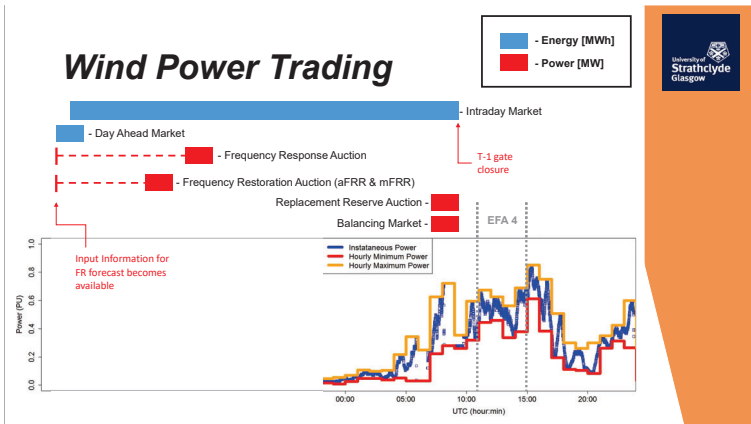 Wind Power Trading
- Energy [MWh]
- Power [MW]
University of
Strathclyde
Glasgow
- Intraday Market
- Day Ahead Market
T-1 gate
closure
- Frequency Response Auction
- Frequency Restoration Auction (aFRR & mFRR)
Replacement Reserve Auction -
EFA 4
Balancing Market -
Input Information for
FR forecast becomes
available
Instataneous Power
Hourly Minimum Power
Hourly Maximum Power
Power (PU)
1.0
0.8
0.6
0.4
0.2
0.0
00:00 05:00 10:00 15:00 20:00
UTC (hour:min)